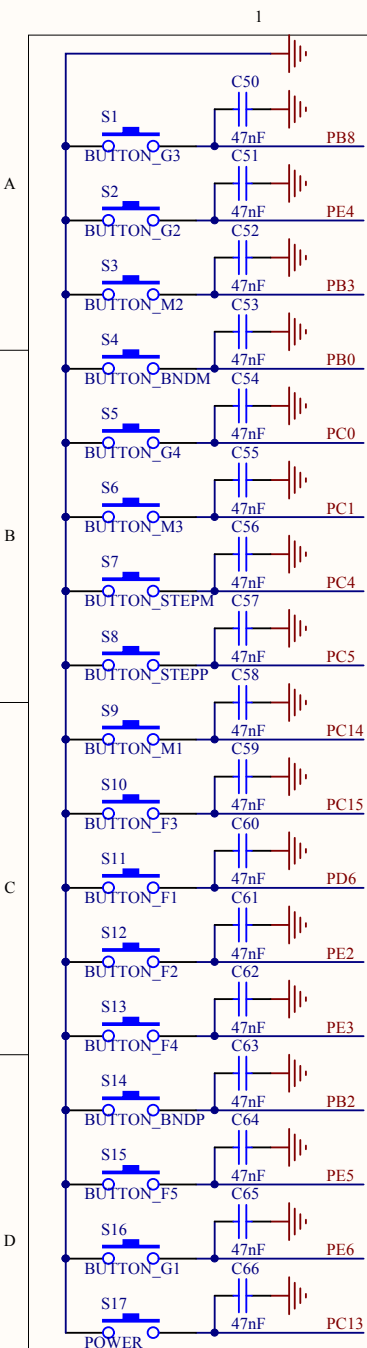 1
C50
S1
47nF PB8
BUTTON_G3
C51
A
S2
47nF PE4
BUTTON_G2
C52
S3
47nF PB3
BUTTON_M2
C53
S4
47nF PB0
BUTTON_BNDM
C54
S5
47nF PC0
BUTTON_G4
C55
S6
B
47nF PC1
BUTTON_M3
C56
S7
47nF PC4
BUTTON_STEPM
C57
S8
47nF PC5
BUTTON_STEPP
C58
S9
47nF PC14
BUTTON_M1
C59
S10
47nF PC15
BUTTON_F3
C60
S11
C
47nF PD6
BUTTON_F1
C61
S12
47nF PE2
BUTTON_F2
C62
S13
47nF PE3
BUTTON_F4
C63
S14
47nF PB2
BUTTON_BNDP
C64
S15
47nF PE5
BUTTON_F5
C65
S16
D
47nF PE6
BUTTON_G1
C66
S17
47nF PC13
POWER